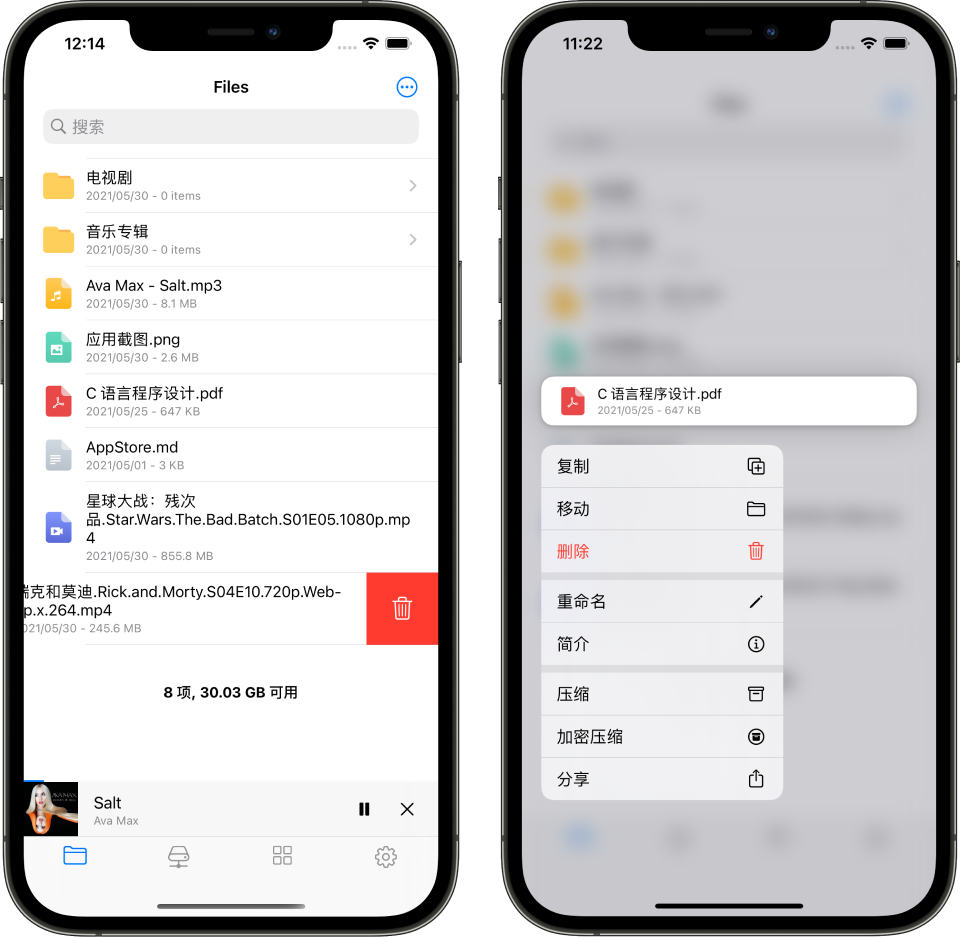 12:14
Files
搜索
电视剧
2021/05/30 - 0 items
音乐专辑
2021/05/30 - 0 items
Ava Max - Salt.mp3
2021/05/30 - 8.1 MB
应用截图.png
2021/05/30 - 2.6 MB
C 语言程序设计.pdf
2021/05/25 - 647 KB
AppStore.md
2021/05/01 - 3 KB
星球大战：残次
品.Star.Wars.The.Bad.Batch.S01E05.1080p.mp
4
2021/05/30 - 855.8 MB
克和莫迪.Rick.and.Morty.S04E10.720p.Web-
p.x.264.mp4
021/05/30 - 245.6 MB
8 项, 30.03 GB 可用
AVA MAX
Salt
Ava Max
11:22
C 语言程序设计.pdf
2021/05/25 - 647 KB
复制
移动
删除
重命名
简介
压缩
加密压缩
分享